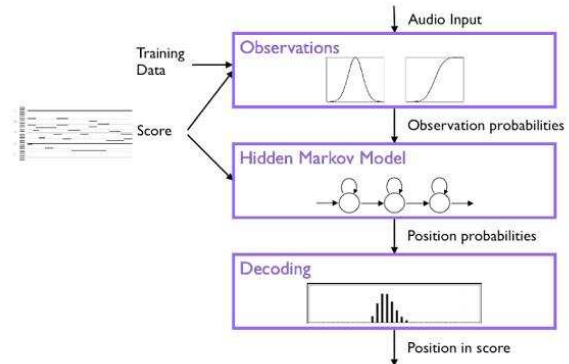 Audio Input
Observations
Training
Data
Score
Observation probabilities
Hidden Markov Model
Position probabilities
Decoding
Position in score